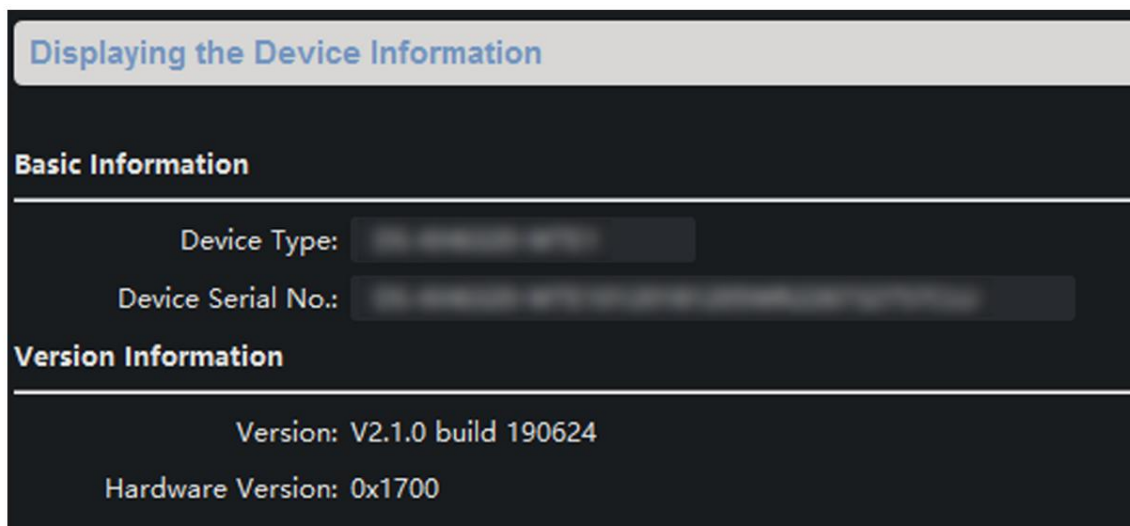 Displaying the Device Information
Basic Information
Device Type:
Device Serial No.:
Version Information
Version: V2.1.0 build 190624
Hardware Version: 0x1700